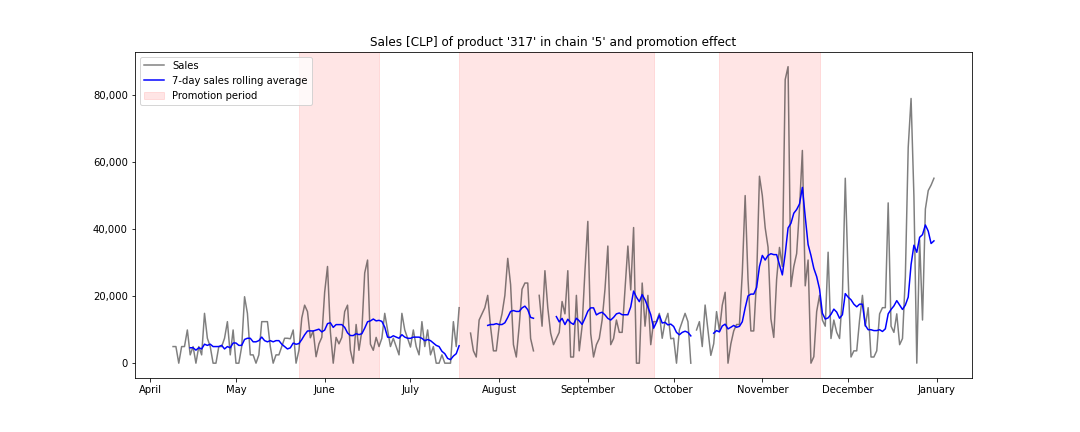 Sales [CLP] of product '317' in chain '5' and promotion effect
Sales
7-day sales rolling average
Promotion period
80,000
60,000
40,000
20,000
0
April May June July August September October November December January